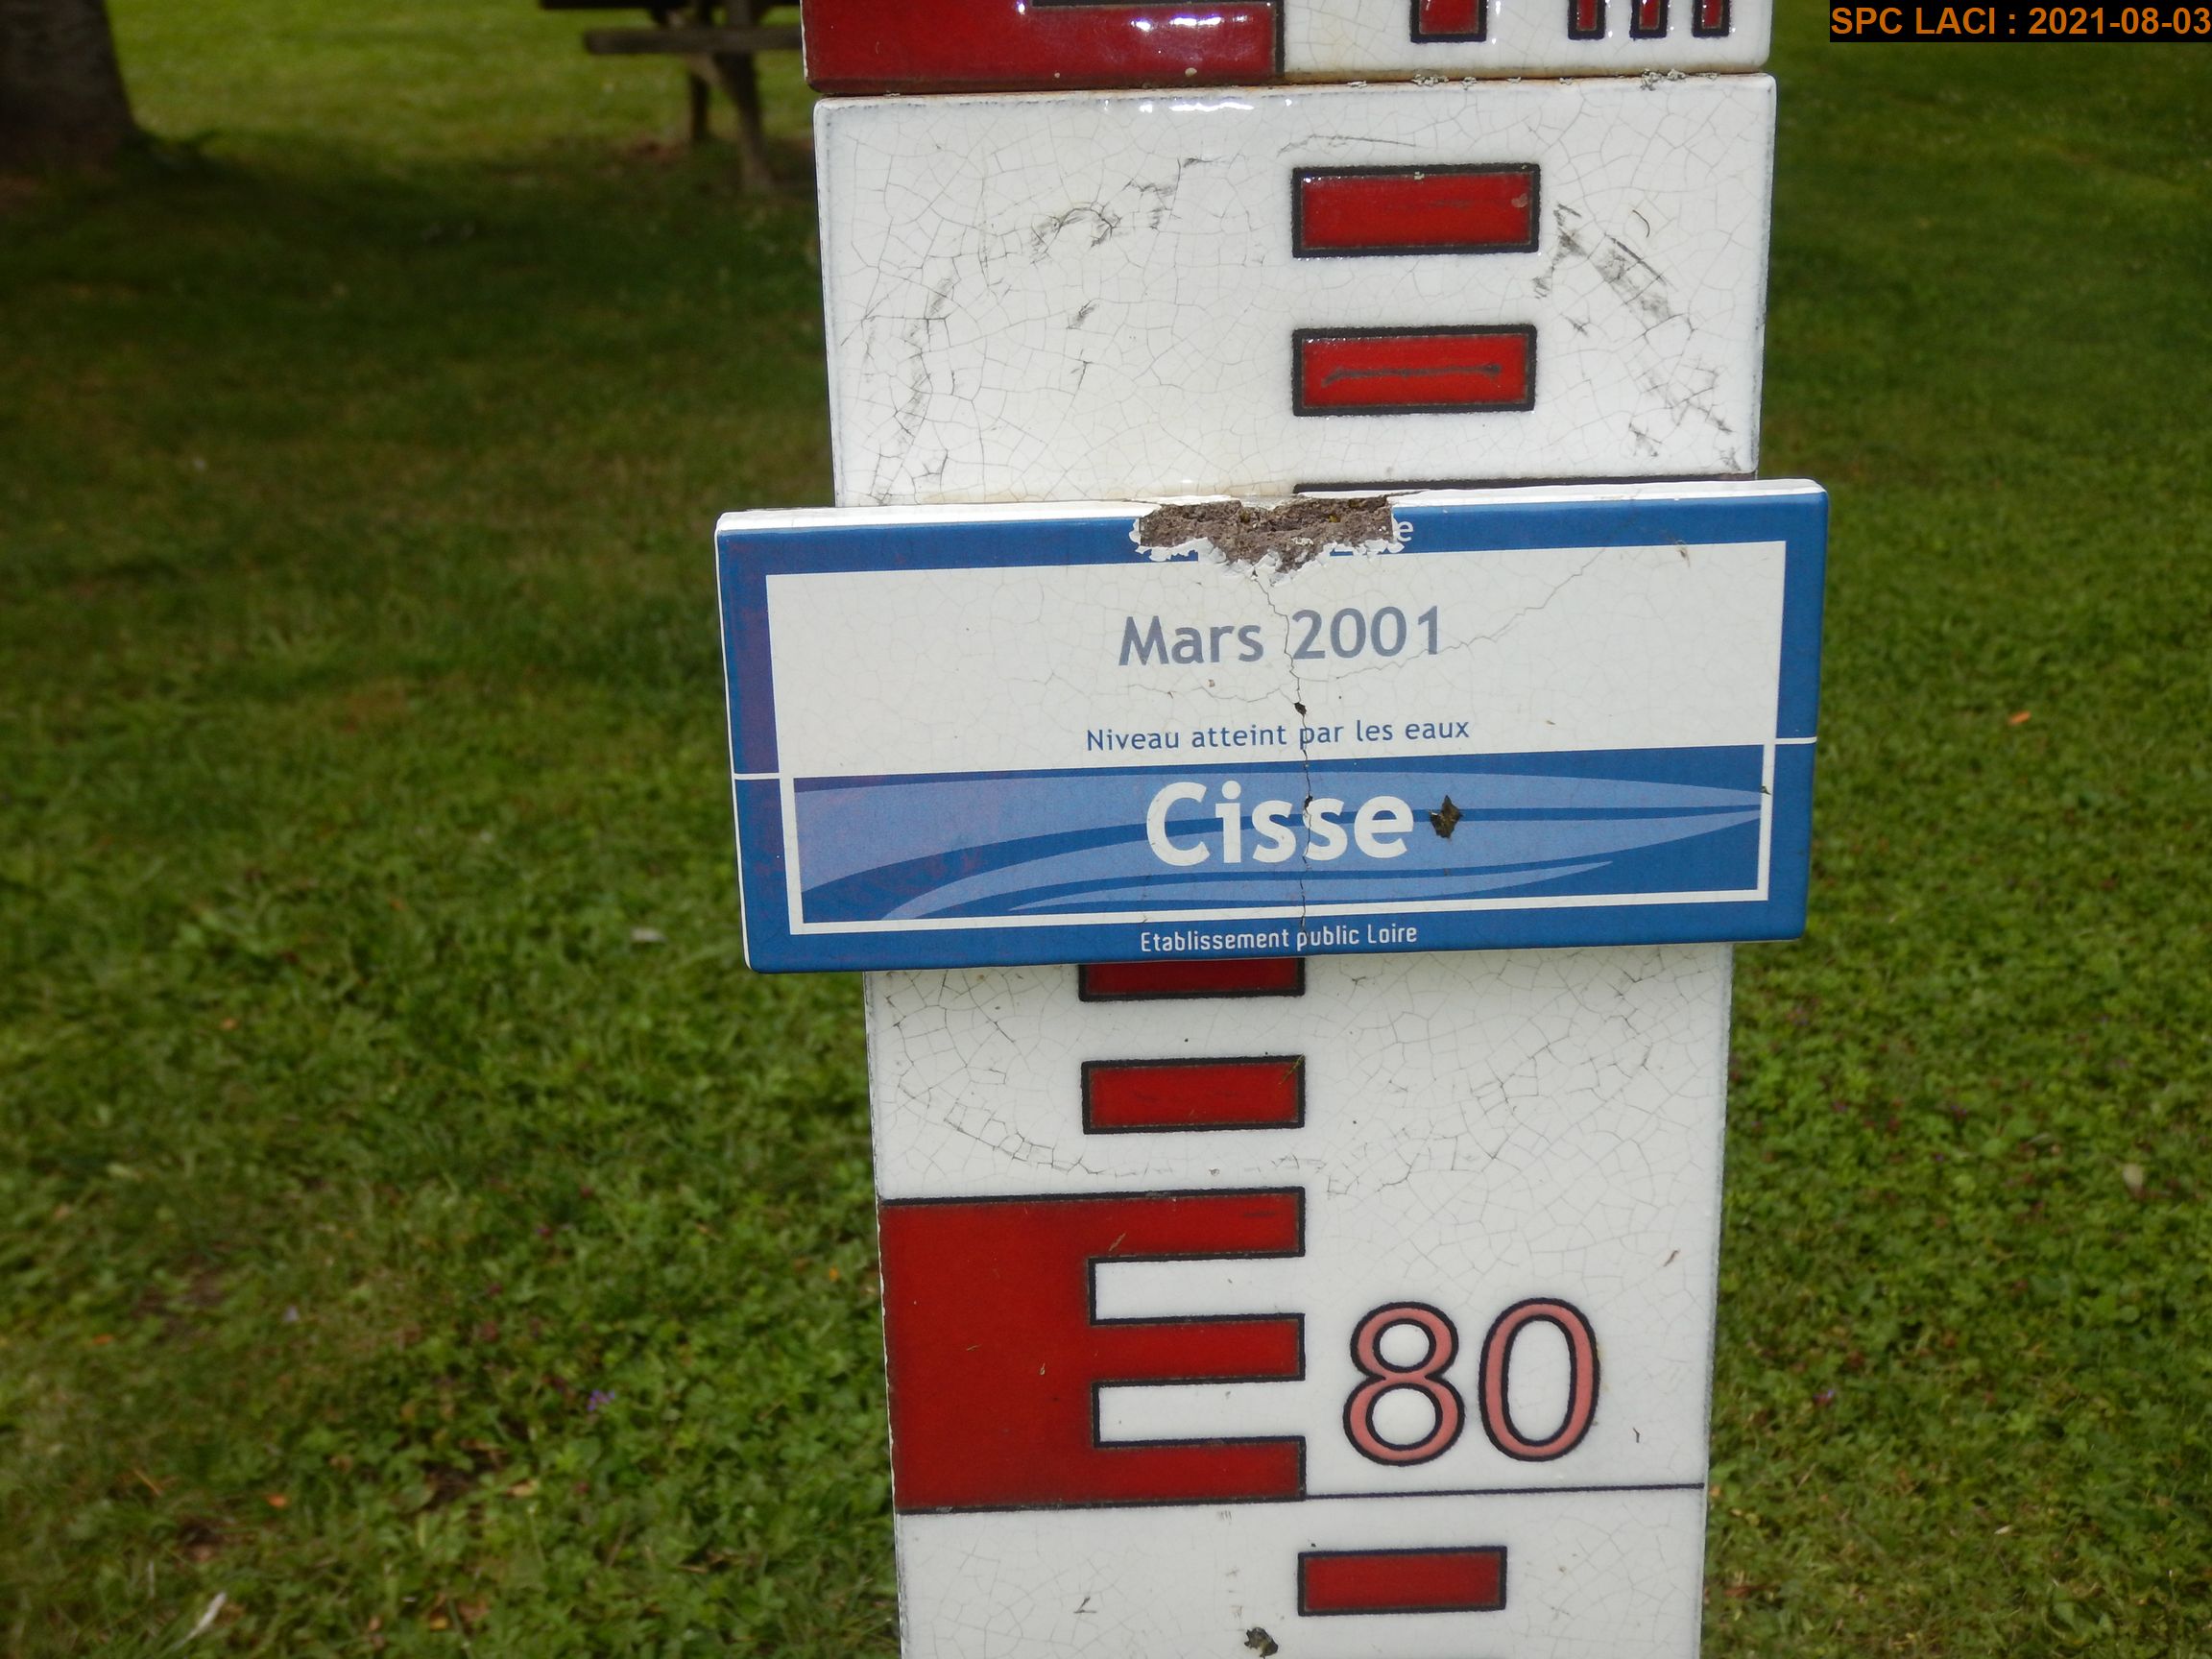 SPC LACI : 2021-08-03
Mars 2001
Niveau atteint par les eaux
Cisse
Etablissement public Loire
80